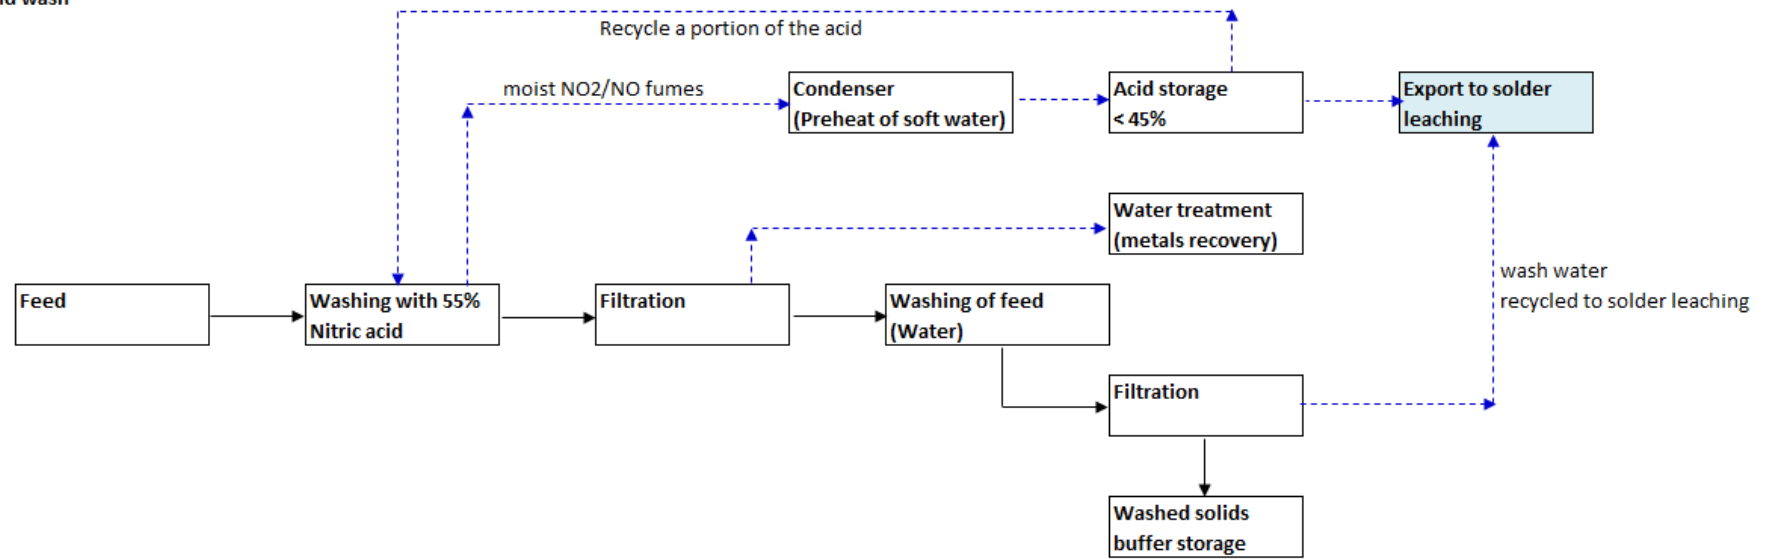 wash
Recycle a portion of the acid
moist NO2/NO fumes
Condenser
(Preheat of soft water)
Acid storage
< 45%
Export to solder
leaching
Water treatment
(metals recovery)
wash water
recycled to solder leaching
Feed
Washing with 55%
Nitric acid
Filtration
Washing of feed
(Water)
Filtration
Washed solids
buffer storage